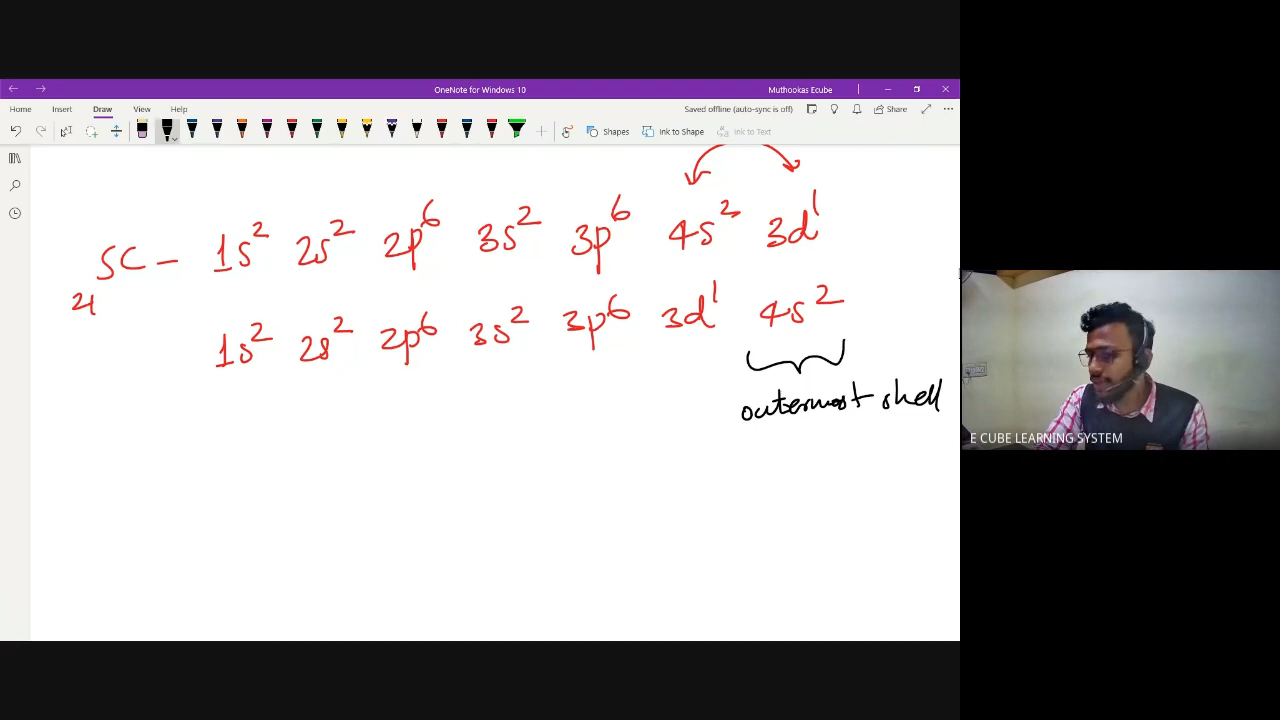 OneNote for Windows 10
Muthookas Ecube
Home Insert Draw View Help
Saved offline (auto-sync is off)
Share
Shapes
Ink to Shape
Ink to Text
SC - 1s² 2s² 2p⁶ 3s² 3p⁶ 4s² 3d¹
21
1s² 2s² 2p⁶ 3s² 3p⁶ 3d¹ 4s²
outermost shell
E CUBE LEARNING SYSTEM